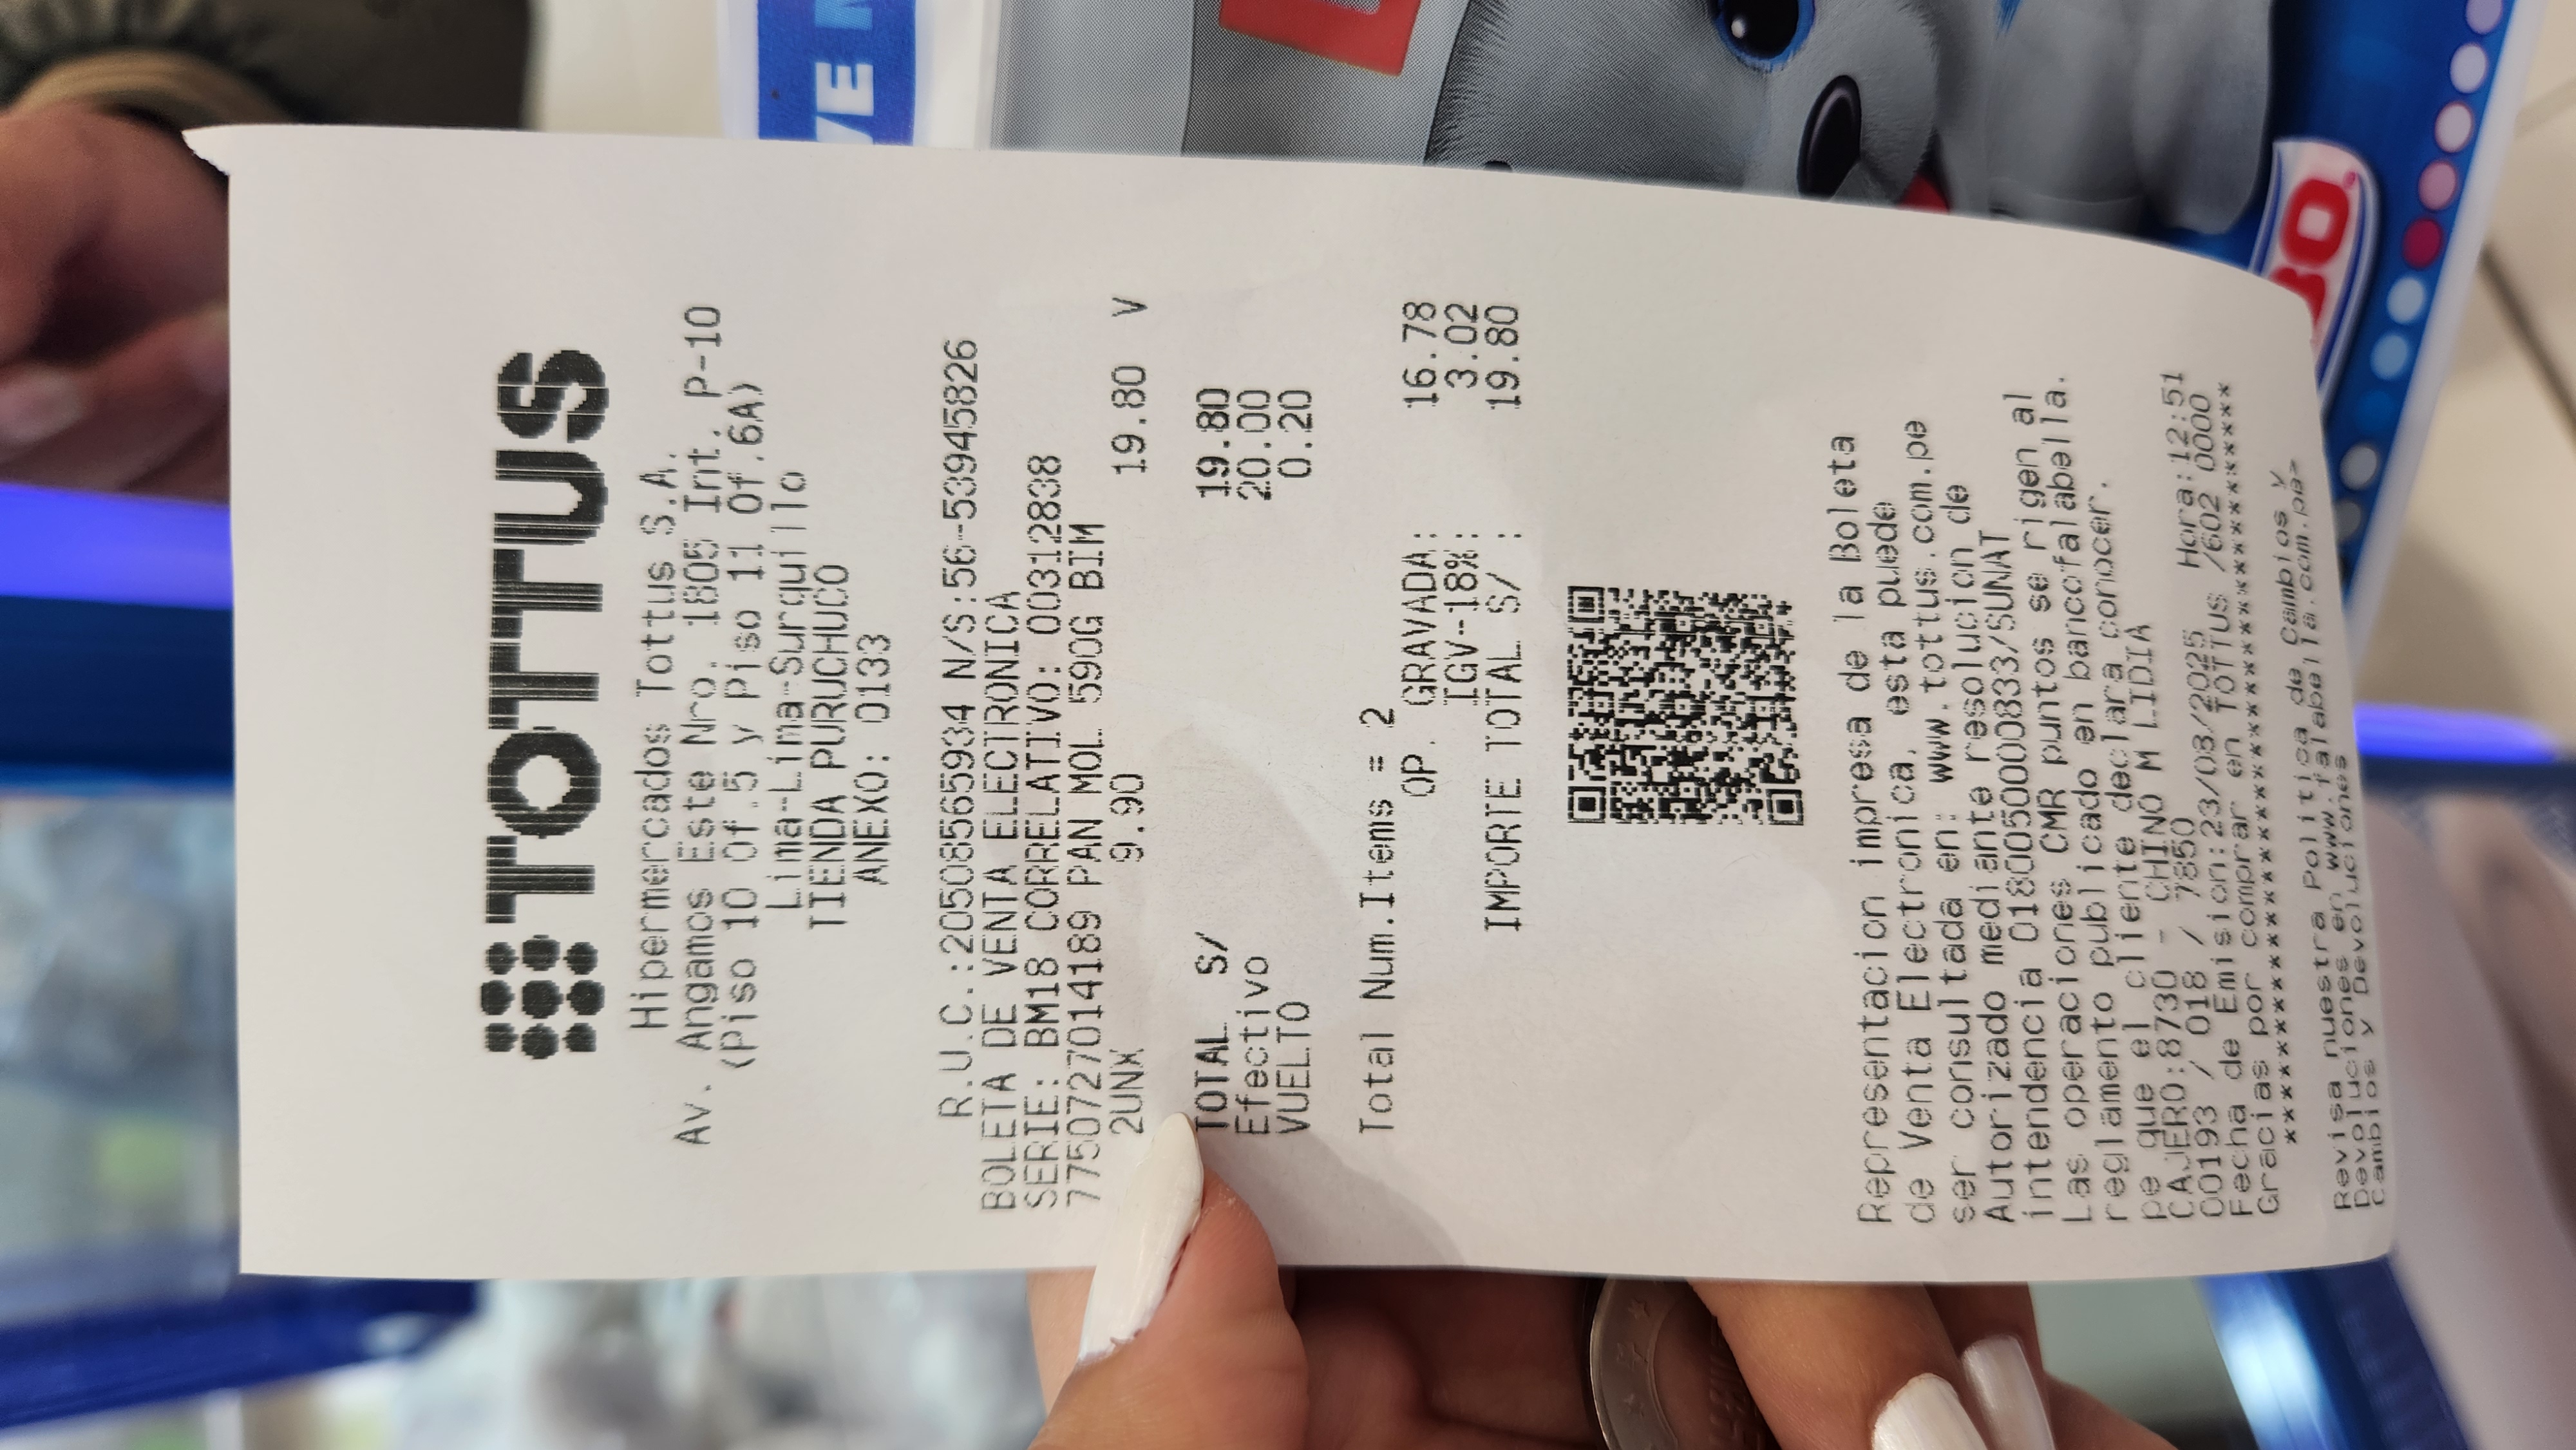 TOTTUS
Hipermercados Tottus S.A.
Av. Angamos Este Nro. 1805 Int. P-10
(Piso 10 Of.5 y Piso 11 Of.6A)
Lima-Lima-Surquillo
TIENDA PURUCHUCO
ANEXO: 0133
R.U.C.:20508565934 N/S:56-53945826
BOLETA DE VENTA ELECTRONICA
SERIE: BM18 CORRELATIVO: 00312838
7750727014189 PAN MOL 590G BIM
2UNX 9.90 19.80 V
TOTAL S/ 19.80
Efectivo 20.00
VUELTO 0.20
Total Num.Items = 2
OP. GRAVADA: 16.78
IGV-18%: 3.02
IMPORTE TOTAL S/ : 19.80
Representacion impresa de la Boleta
de Venta Electronica, esta puede
ser consultada en: www.tottus.com.pe
Autorizado mediante resolucion de
intendencia 0180050000833/SUNAT
Las operaciones CMR puntos se rigen al
reglamento publicado en bancofalabella.
pe que el cliente declara conocer.
CAJERO:8730 - CHINO M LIDIA
00193 / 018 / 7850 Hora:12:51
Fecha de Emision:23/08/2025 /602 0000
Gracias por comprar en TOTTUS
************************************
Revisa nuestra Politica de Cambios y
Devoluciones en www.falabella.com.pe>
Cambios y Devoluciones